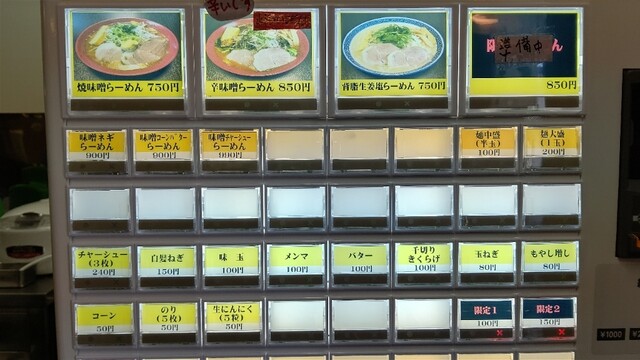 辛いしょう
焼味噌らーめん 750円
辛味噌らーめん 850円
背脂生姜塩らーめん 750円
準備中
850円
味噌ネギ
らーめん
900円
味噌コーンバター
らーめん
900円
味噌チャーシュー
らーめん
990円
麺中盛
(半玉)
100円
麺大盛
(1玉)
200円
チャーシュー
(3枚)
240円
白髪ねぎ
150円
味玉
100円
メンマ
100円
バター
100円
千切り
きくらげ
100円
玉ねぎ
80円
もやし増し
80円
コーン
50円
のり
(5枚)
50円
生にんにく
(5粒)
50円
限定1
100円
限定2
150円
¥1000